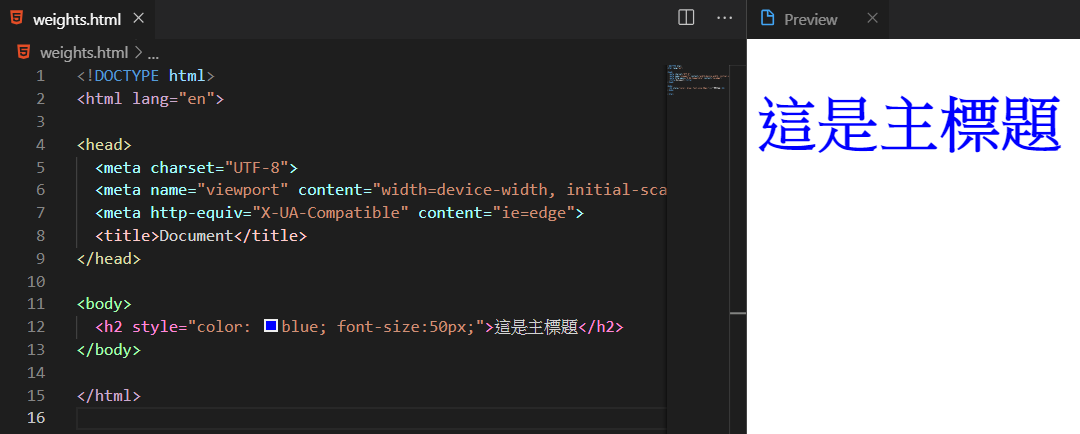 weights.html
Preview
weights.html > ...
1 <!DOCTYPE html>
2 <html lang="en">
3
4 <head>
5 <meta charset="UTF-8">
6 <meta name="viewport" content="width=device-width, initial-sca
7 <meta http-equiv="X-UA-Compatible" content="ie=edge">
8 <title>Document</title>
9 </head>
10
11 <body>
12 <h2 style="color: blue; font-size:50px;">這是主標題</h2>
13 </body>
14
15 </html>
16
這是主標題